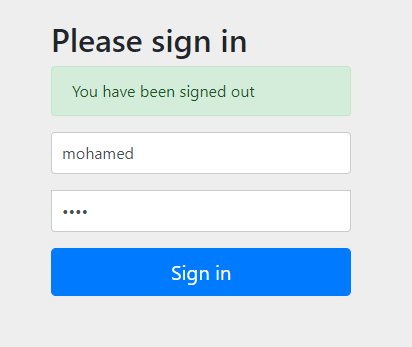 Please sign in
You have been signed out
mohamed
••••
Sign in